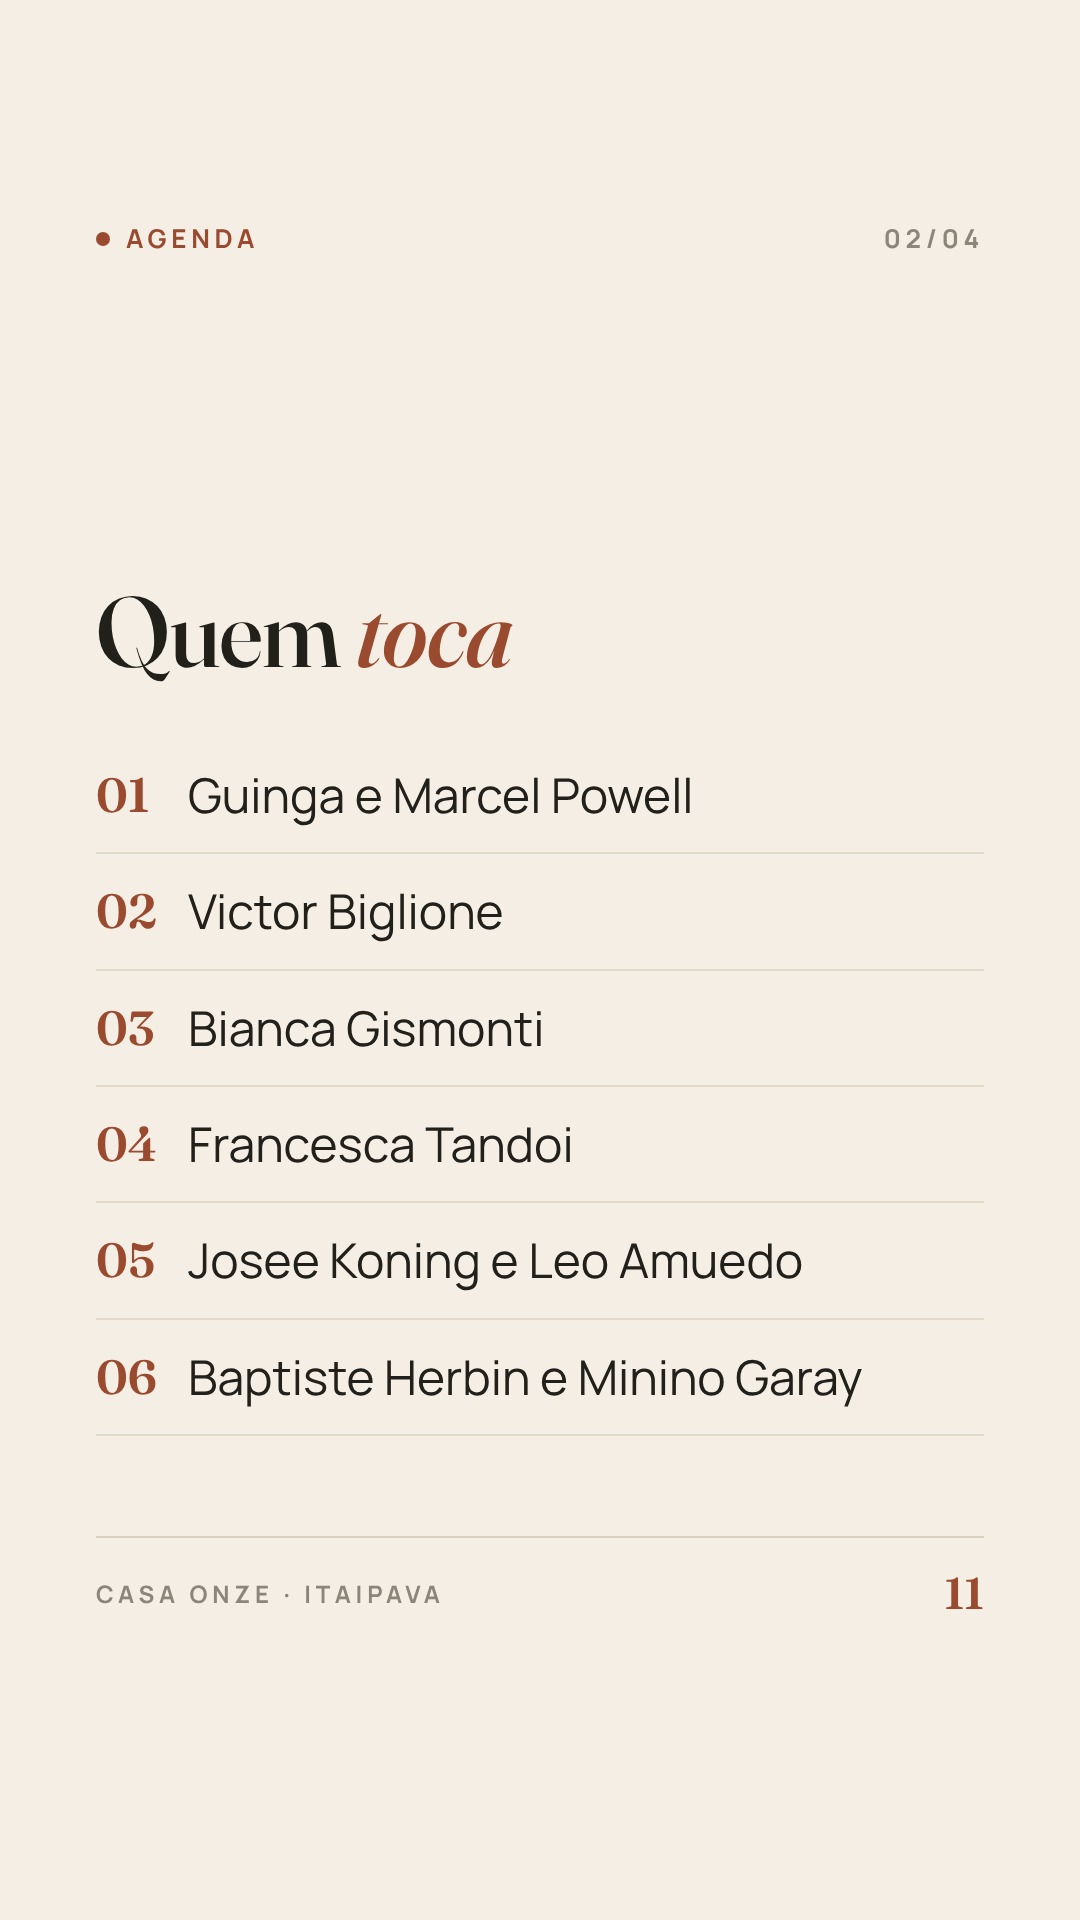 AGENDA
02/04
Quem toca
01 Guinga e Marcel Powell
02 Victor Biglione
03 Bianca Gismonti
04 Francesca Tandoi
05 Josee Koning e Leo Amuedo
06 Baptiste Herbin e Minino Garay
CASA ONZE · ITAIPAVA
11